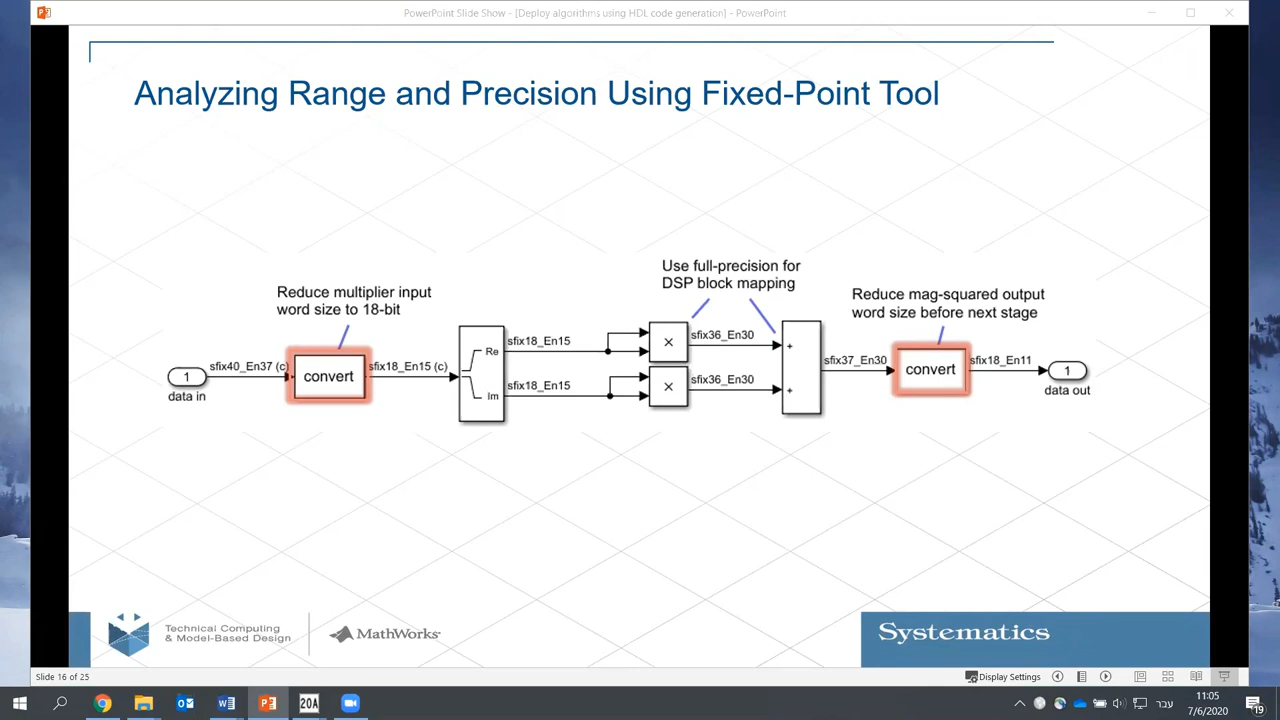 PowerPoint Slide Show - [Deploy algorithms using HDL code generation] - PowerPoint
Analyzing Range and Precision Using Fixed-Point Tool
Use full-precision for
DSP block mapping
Reduce multiplier input
word size to 18-bit
Reduce mag-squared output
word size before next stage
1
data in
sfix40_En37 (c)
convert
sfix18_En15 (c)
Re
Im
sfix18_En15
sfix18_En15
×
×
sfix36_En30
sfix36_En30
+
+
sfix37_En30
convert
sfix18_En11
1
data out
Technical Computing
& Model-Based Design
MathWorks
Systematics
Slide 16 of 25
Display Settings
20A
עבר
11:05
7/6/2020
19